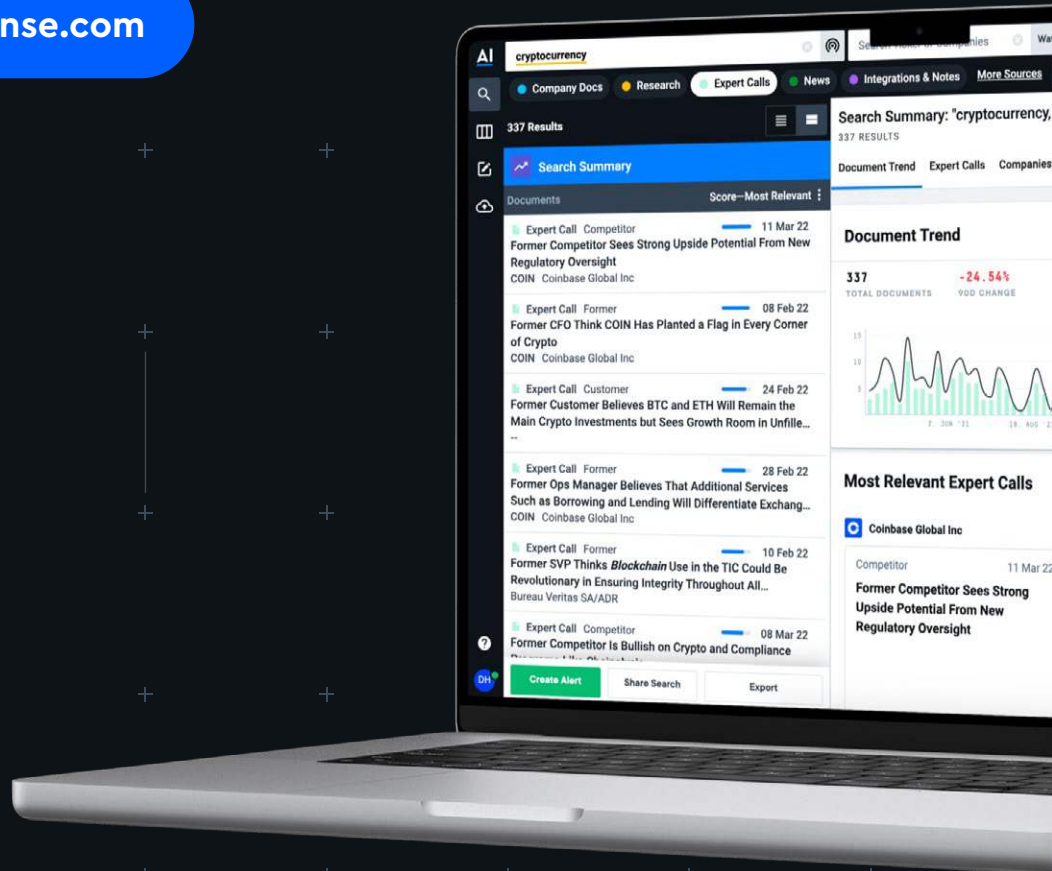 nse.com
AI
cryptocurrency
Company Docs
Research
Expert Calls
News
Integrations & Notes
More Sources
337 Results
Search Summary
Documents
Score—Most Relevant
Expert Call Competitor
11 Mar 22
Former Competitor Sees Strong Upside Potential From New
Regulatory Oversight
COIN Coinbase Global Inc
Expert Call Former
08 Feb 22
Former CFO Think COIN Has Planted a Flag in Every Corner
of Crypto
COIN Coinbase Global Inc
Expert Call Customer
24 Feb 22
Former Customer Believes BTC and ETH Will Remain the
Main Crypto Investments but Sees Growth Room in Unfille...
--
Expert Call Former
28 Feb 22
Former Ops Manager Believes That Additional Services
Such as Borrowing and Lending Will Differentiate Exchang...
COIN Coinbase Global Inc
Expert Call Former
10 Feb 22
Former SVP Thinks Blockchain Use in the TIC Could Be
Revolutionary in Ensuring Integrity Throughout All...
Bureau Veritas SA/ADR
Expert Call Competitor
08 Mar 22
Former Competitor Is Bullish on Crypto and Compliance
?
DH
Create Alert
Share Search
Export
Search Summary: "cryptocurrency,
337 RESULTS
Document Trend
Expert Calls
Companies
Document Trend
337
-24.54%
TOTAL DOCUMENTS
90D CHANGE
15
10
5
2. JUN '21
Most Relevant Expert Calls
Coinbase Global Inc
Competitor
11 Mar 22
Former Competitor Sees Strong
Upside Potential From New
Regulatory Oversight